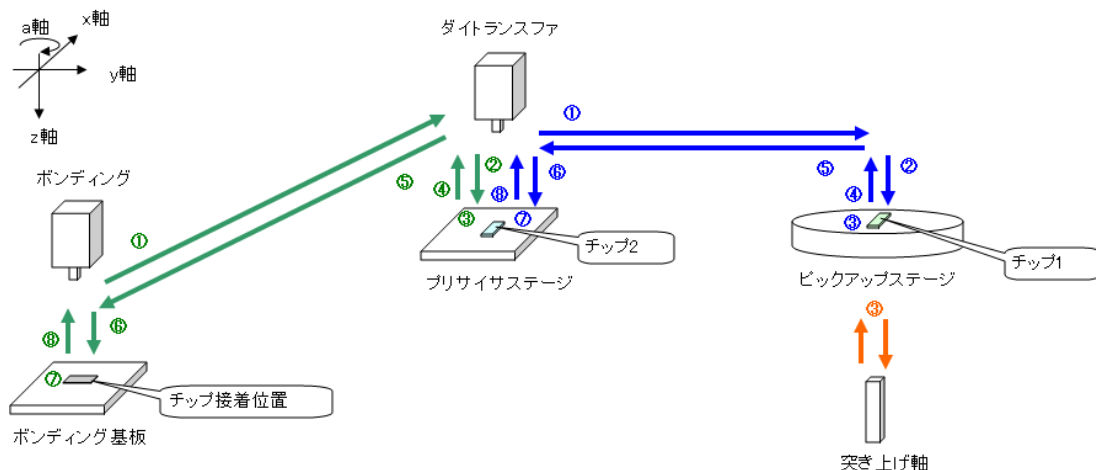 ダイトランスファ
a軸
x軸
y軸
z軸
①
②
④
③
⑤
⑧
⑥
⑦
①
⑤
②
④
③
ボンディング
①
⑤
⑧
⑥
⑦
チップ2
プリサイサステージ
チップ1
ピックアップステージ
③
チップ接着位置
ボンディング基板
突き上げ軸